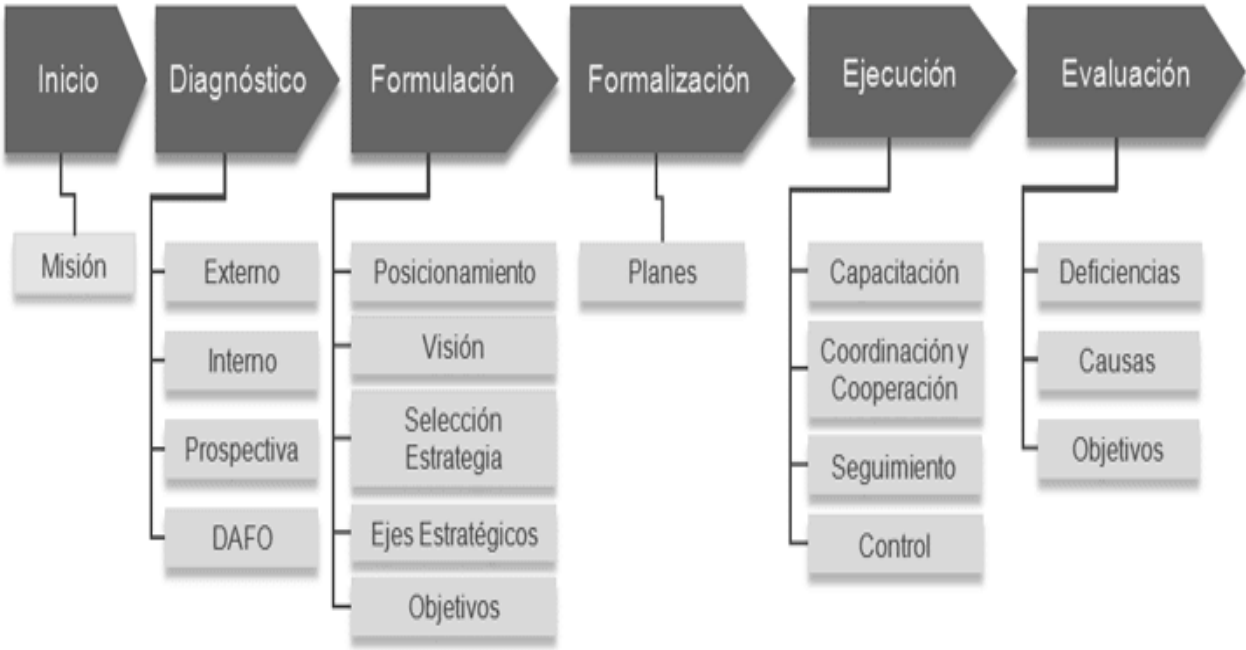 Inicio
Diagnóstico
Formulación
Formalización
Ejecución
Evaluación
Misión
Externo
Interno
Prospectiva
DAFO
Posicionamiento
Visión
Selección
Estrategia
Ejes Estratégicos
Objetivos
Planes
Capacitación
Coordinación y
Cooperación
Seguimiento
Control
Deficiencias
Causas
Objetivos